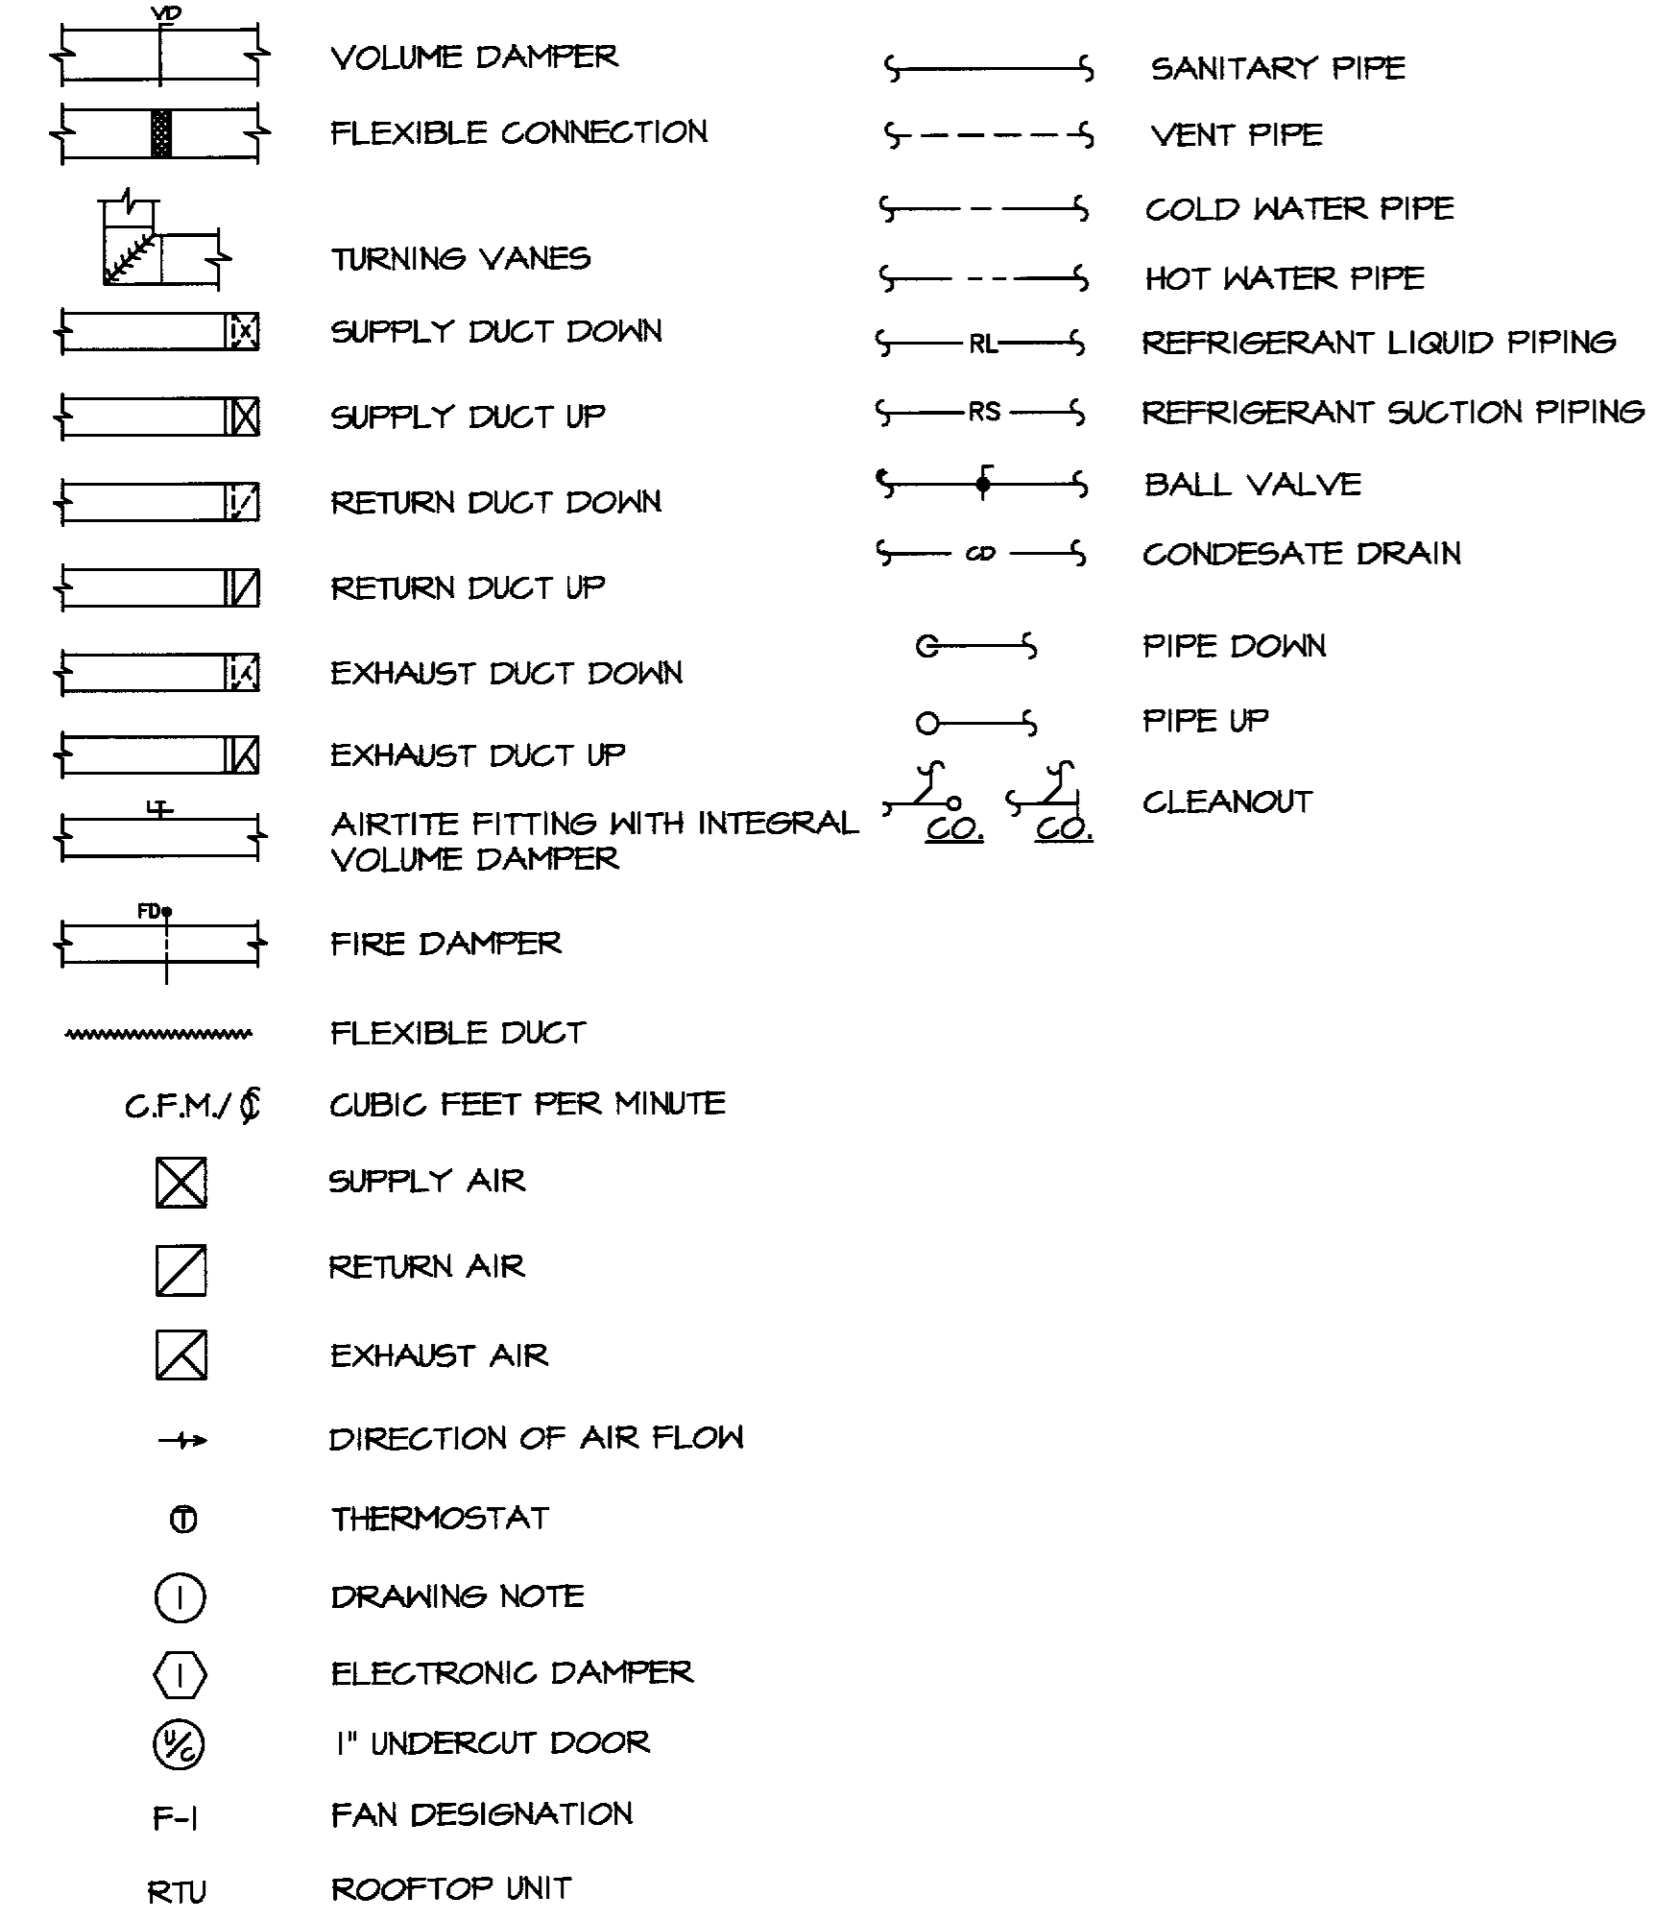 VD
VOLUME DAMPER
FLEXIBLE CONNECTION
TURNING VANES
SUPPLY DUCT DOWN
SUPPLY DUCT UP
RETURN DUCT DOWN
RETURN DUCT UP
EXHAUST DUCT DOWN
EXHAUST DUCT UP
LT
AIRTITE FITTING WITH INTEGRAL
VOLUME DAMPER
FD
FIRE DAMPER
FLEXIBLE DUCT
C.F.M./ ₵ CUBIC FEET PER MINUTE
SUPPLY AIR
RETURN AIR
EXHAUST AIR
DIRECTION OF AIR FLOW
T THERMOSTAT
1 DRAWING NOTE
1 ELECTRONIC DAMPER
U/C 1" UNDERCUT DOOR
F-1 FAN DESIGNATION
RTU ROOFTOP UNIT
SANITARY PIPE
VENT PIPE
COLD WATER PIPE
HOT WATER PIPE
RL REFRIGERANT LIQUID PIPING
RS REFRIGERANT SUCTION PIPING
BALL VALVE
CD CONDESATE DRAIN
PIPE DOWN
PIPE UP
CO. CO. CLEANOUT